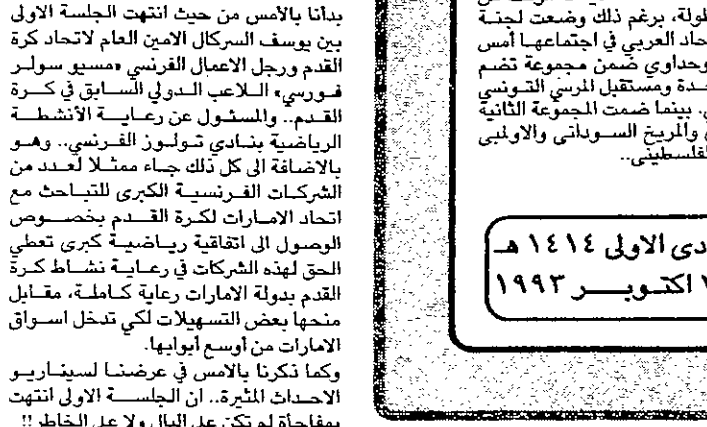 بدأنا بالأمس من حيث انتهت الجلسة الاولى
بين يوسف السركال الامين العام لاتحاد كرة
القدم ورجل الاعمال الفرنسي «مسيو سولر
فورسي» اللاعب الدولي السابق في كرة
القدم.. والمسئول عن رعاية الأنشطة
الرياضية بنادي تولوز الفرنسي.. وهو
بالاضافة الى كل ذلك جاء ممثلا لعدد من
الشركات الفرنسية الكبرى للتباحث مع
اتحاد الامارات لكرة القدم بخصوص
الوصول الى اتفاقية رياضية كبرى تعطي
الحق لهذه الشركات في رعاية نشاط كرة
القدم بدولة الامارات رعاية كاملة، مقابل
منحها بعض التسهيلات لكي تدخل اسواق
الامارات من أوسع أبوابها.
وكما ذكرنا بالامس في عرضنا لسيناريو
الاحداث المثيرة.. ان الجلسة الاولى انتهت
بمفاجأة لم تكن على البال ولا على الخاطر!!
طولة، برغم ذلك وضعت لجنة
حاد العربي في اجتماعها أمس
وحداوي ضمن مجموعة تضم
حدة ومستقبل المرسي التونسي
ي. بينما ضمت المجموعة الثانية
ي والمريخ السوداني والاولمبي
لفلسطيني..
دى الاولى ١٤١٤ هـ
اكتوبر ١٩٩٣